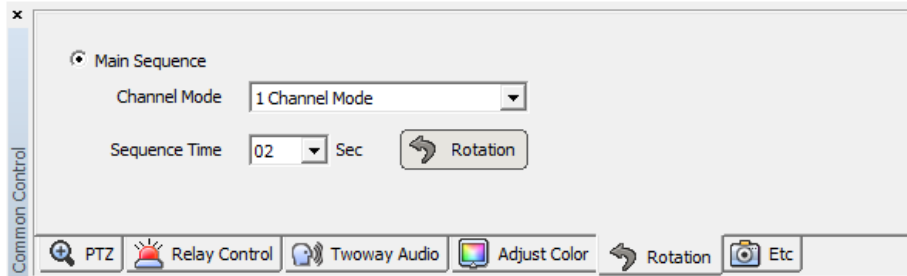 Main Sequence
Channel Mode 1 Channel Mode
Sequence Time 02 Sec Rotation
Common Control
PTZ Relay Control Twoway Audio Adjust Color Rotation Etc